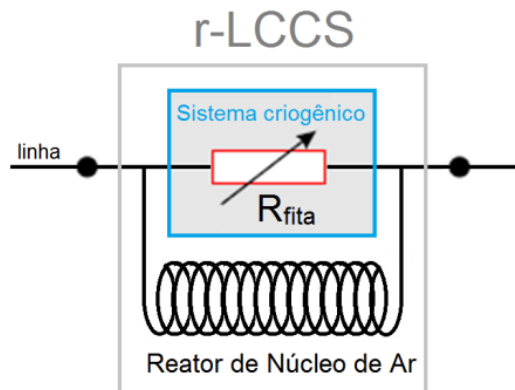 r-LCCS
Sistema criogênico
linha
Rfita
Reator de Núcleo de Ar